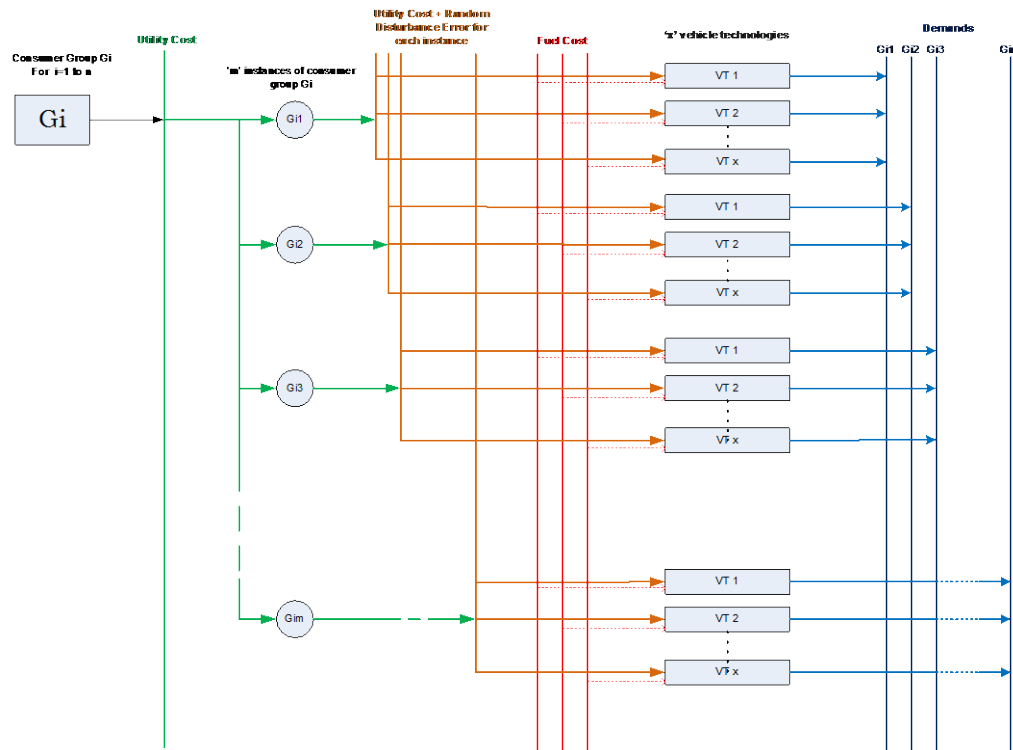 Utility Cost + Random
Disturbance Error for
each instance
Utility Cost
Fuel Cost
'x' vehicle technologies
Demands
Gi1 Gi2 Gi3 Gi
Consumer Group Gi
For i=1 to n
'm' instances of consumer
group Gi
Gi
Gi1
VT 1
VT 2
VT x
Gi2
VT 1
VT 2
VT x
Gi3
VT 1
VT 2
VT x
Gim
VT 1
VT 2
VT x